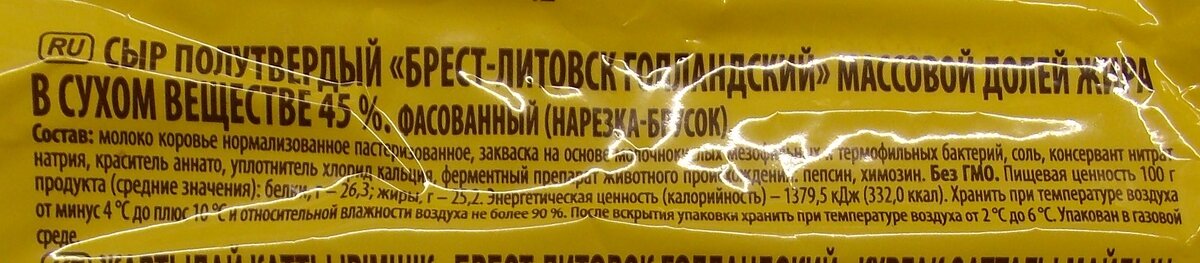 RU СЫР ПОЛУТВЕРДЫЙ «БРЕСТ-ЛИТОВСК ГОЛЛАНДСКИЙ» МАССОВОЙ ДОЛЕЙ ЖИРА
В СУХОМ ВЕЩЕСТВЕ 45 %. ФАСОВАННЫЙ (НАРЕЗКА-БРУСОК)
Состав: молоко коровье нормализованное пастеризованное, закваска на основе молочнокислых мезофильных и термофильных бактерий, соль, консервант нитрат
натрия, краситель аннато, уплотнитель хлорид кальция, ферментный препарат животного происхождения пепсин, химозин. Без ГМО. Пищевая ценность 100 г
продукта (средние значения): белки, г – 26,3; жиры, г – 25,2. Энергетическая ценность (калорийность) – 1379,5 кДж (332,0 ккал). Хранить при температуре воздуха
от минус 4 °С до плюс 10 °С и относительной влажности воздуха не более 90 %. После вскрытия упаковки хранить при температуре воздуха от 2 °С до 6 °С. Упакован в газовой
среде.